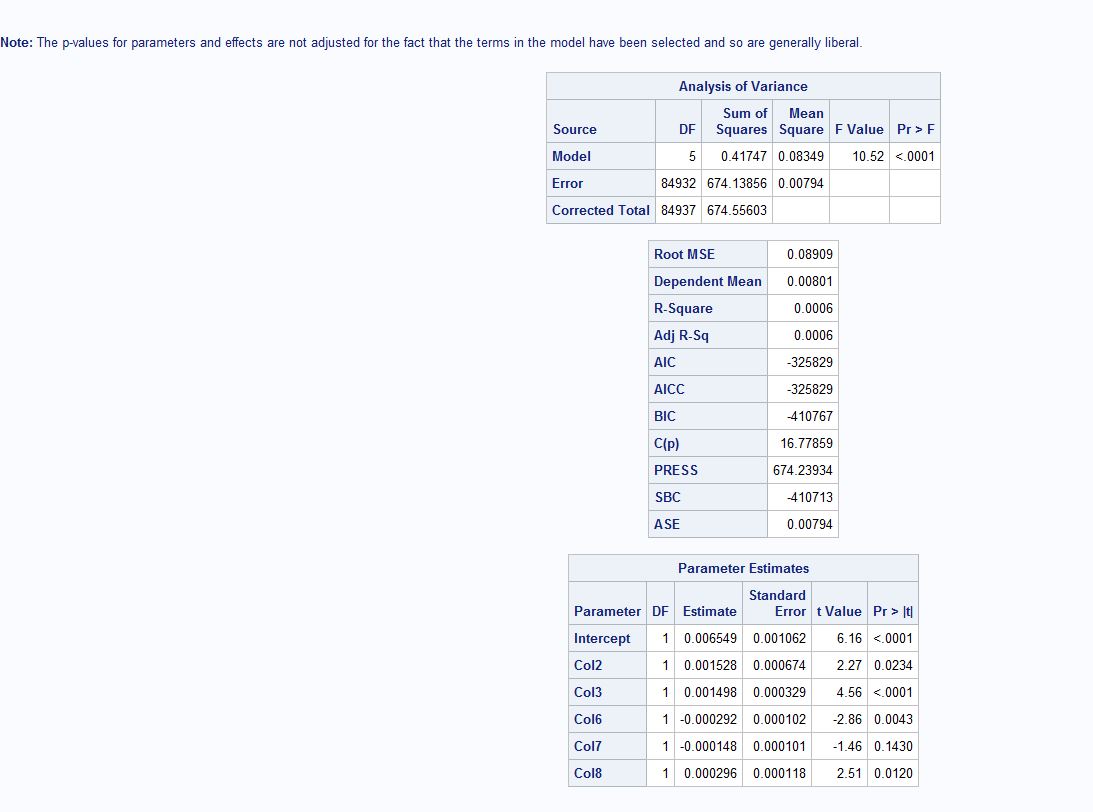 Note: The p-values for parameters and effects are not adjusted for the fact that the terms in the model have been selected and so are generally liberal.
Analysis of Variance
Source DF Sum of Squares Mean Square F Value Pr > F
Model 5 0.41747 0.08349 10.52 <.0001
Error 84932 674.13856 0.00794
Corrected Total 84937 674.55603
Root MSE 0.08909
Dependent Mean 0.00801
R-Square 0.0006
Adj R-Sq 0.0006
AIC -325829
AICC -325829
BIC -410767
C(p) 16.77859
PRESS 674.23934
SBC -410713
ASE 0.00794
Parameter Estimates
Parameter DF Estimate Standard Error t Value Pr > |t|
Intercept 1 0.006549 0.001062 6.16 <.0001
Col2 1 0.001528 0.000674 2.27 0.0234
Col3 1 0.001498 0.000329 4.56 <.0001
Col6 1 -0.000292 0.000102 -2.86 0.0043
Col7 1 -0.000148 0.000101 -1.46 0.1430
Col8 1 0.000296 0.000118 2.51 0.0120